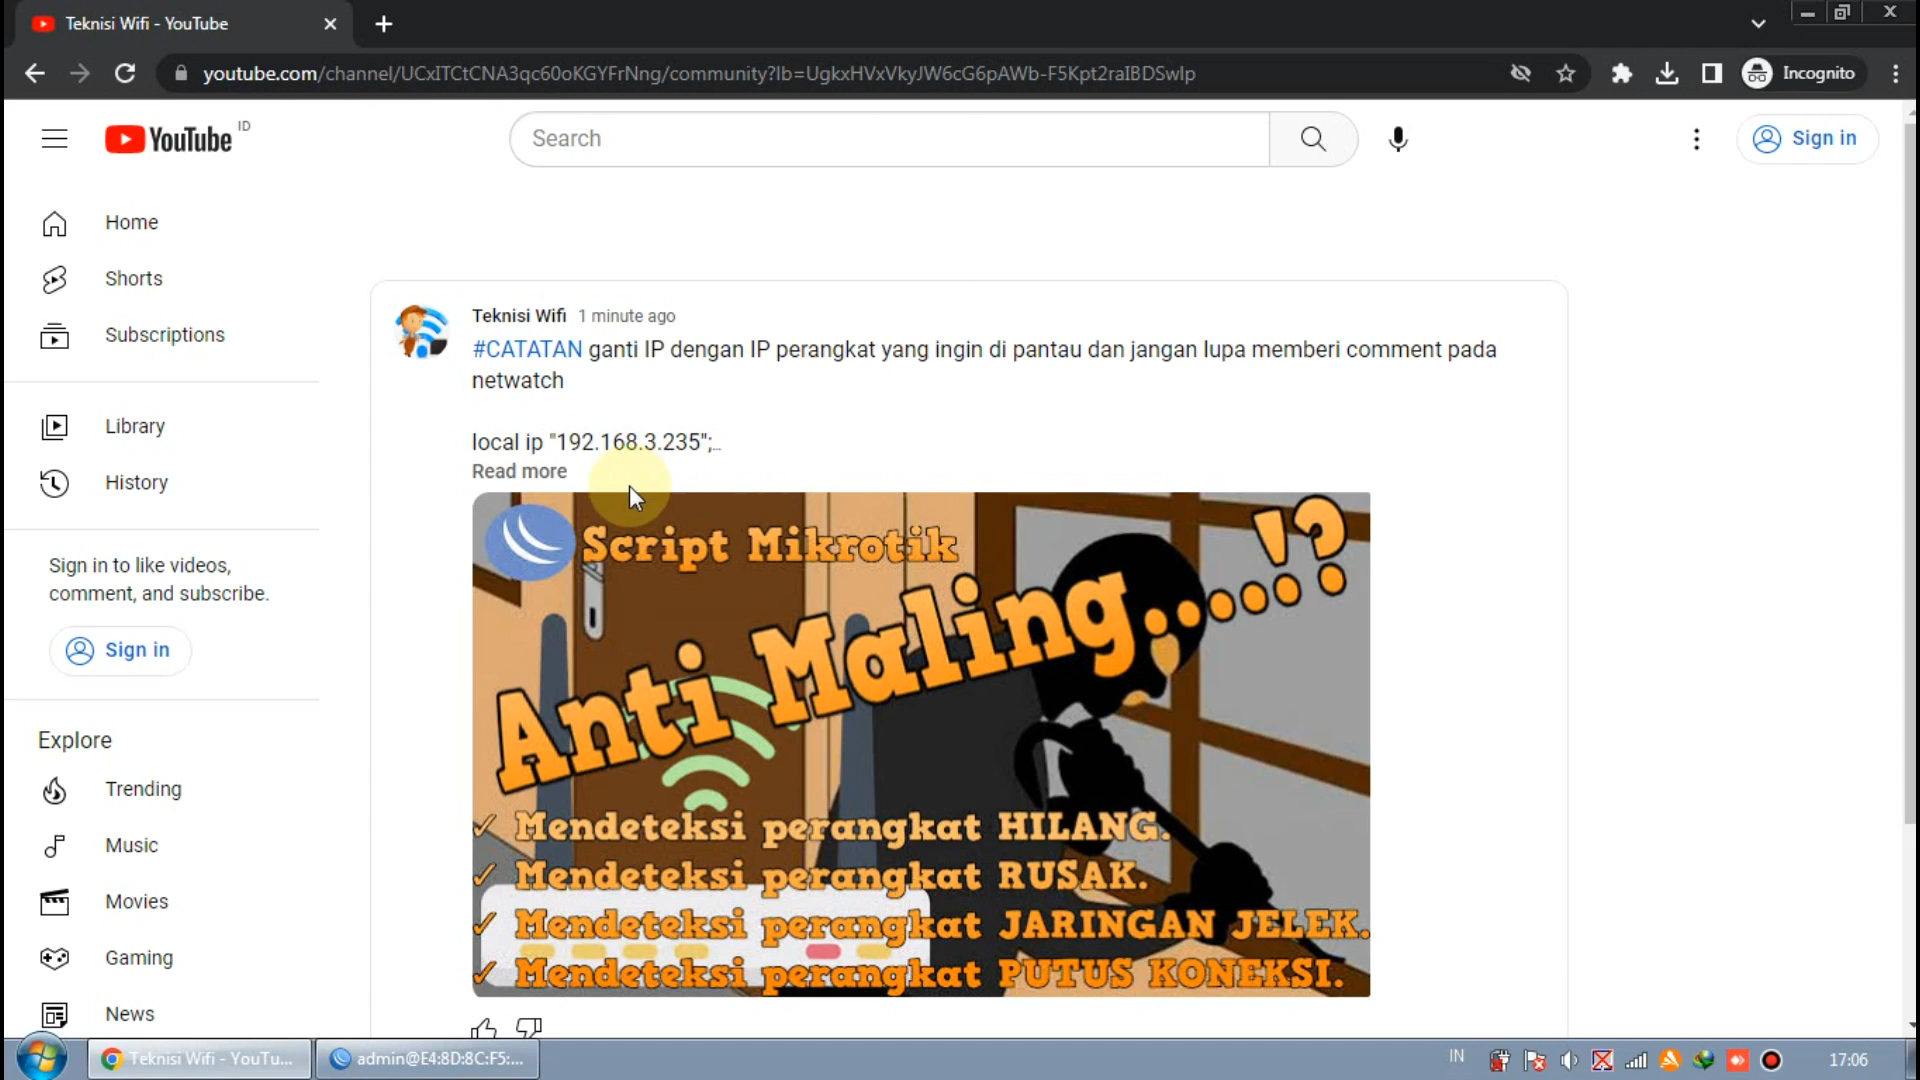 Teknisi Wifi - YouTube
youtube.com/channel/UCxITCtCNA3qc60oKGYFrNng/community?lb=UgkxHVxVkyJW6cG6pAWb-F5Kpt2raIBDSwlp
Incognito
YouTube ID
Search
Sign in
Home
Shorts
Subscriptions
Library
History
Sign in to like videos,
comment, and subscribe.
Sign in
Explore
Trending
Music
Movies
Gaming
News
Teknisi Wifi 1 minute ago
#CATATAN ganti IP dengan IP perangkat yang ingin di pantau dan jangan lupa memberi comment pada
netwatch
local ip "192.168.3.235";...
Read more
Script Mikrotik
Anti Maling.....!?
✓ Mendeteksi perangkat HILANG.
✓ Mendeteksi perangkat RUSAK.
✓ Mendeteksi perangkat JARINGAN JELEK.
✓ Mendeteksi perangkat PUTUS KONEKSI.
Teknisi Wifi - YouTu...
admin@E4:8D:8C:F5:...
IN
17:06